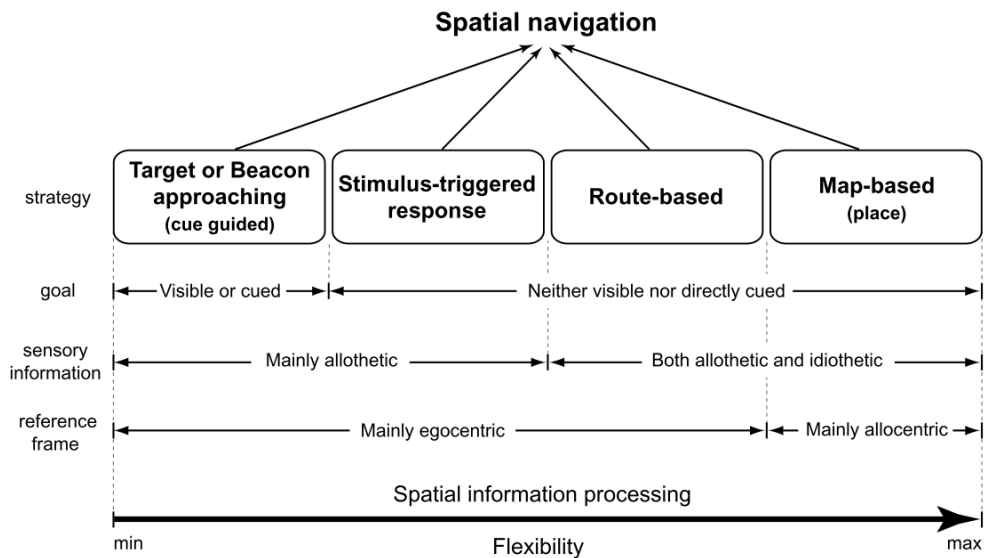 Spatial navigation
strategy
Target or Beacon
approaching
(cue guided)
Stimulus-triggered
response
Route-based
Map-based
(place)
goal
Visible or cued
Neither visible nor directly cued
sensory
information
Mainly allothetic
Both allothetic and idiothetic
reference
frame
Mainly egocentric
Mainly allocentric
Spatial information processing
min
Flexibility
max